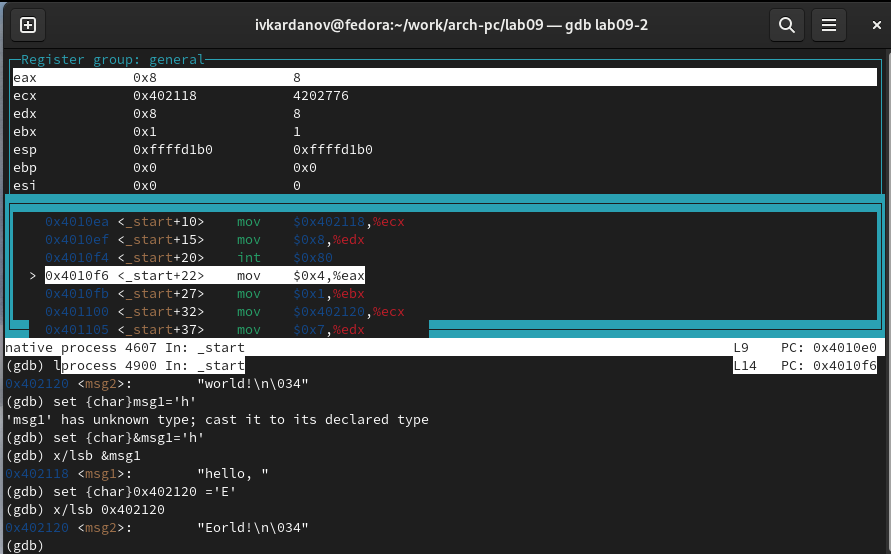 ivkardanov@fedora:~/work/arch-pc/lab09 — gdb lab09-2
Register group: general
eax 0x8 8
ecx 0x402118 4202776
edx 0x8 8
ebx 0x1 1
esp 0xffffd1b0 0xffffd1b0
ebp 0x0 0x0
esi 0x0 0
0x4010ea <_start+10> mov $0x402118,%ecx
0x4010ef <_start+15> mov $0x8,%edx
0x4010f4 <_start+20> int $0x80
> 0x4010f6 <_start+22> mov $0x4,%eax
0x4010fb <_start+27> mov $0x1,%ebx
0x401100 <_start+32> mov $0x402120,%ecx
0x401105 <_start+37> mov $0x7,%edx
native process 4607 In: _start L9 PC: 0x4010e0
(gdb) lprocess 4900 In: _start L14 PC: 0x4010f6
0x402120 <msg2>: "world!\n\034"
(gdb) set {char}msg1='h'
'msg1' has unknown type; cast it to its declared type
(gdb) set {char}&msg1='h'
(gdb) x/lsb &msg1
0x402118 <msg1>: "hello, "
(gdb) set {char}0x402120 ='E'
(gdb) x/lsb 0x402120
0x402120 <msg2>: "Eorld!\n\034"
(gdb)